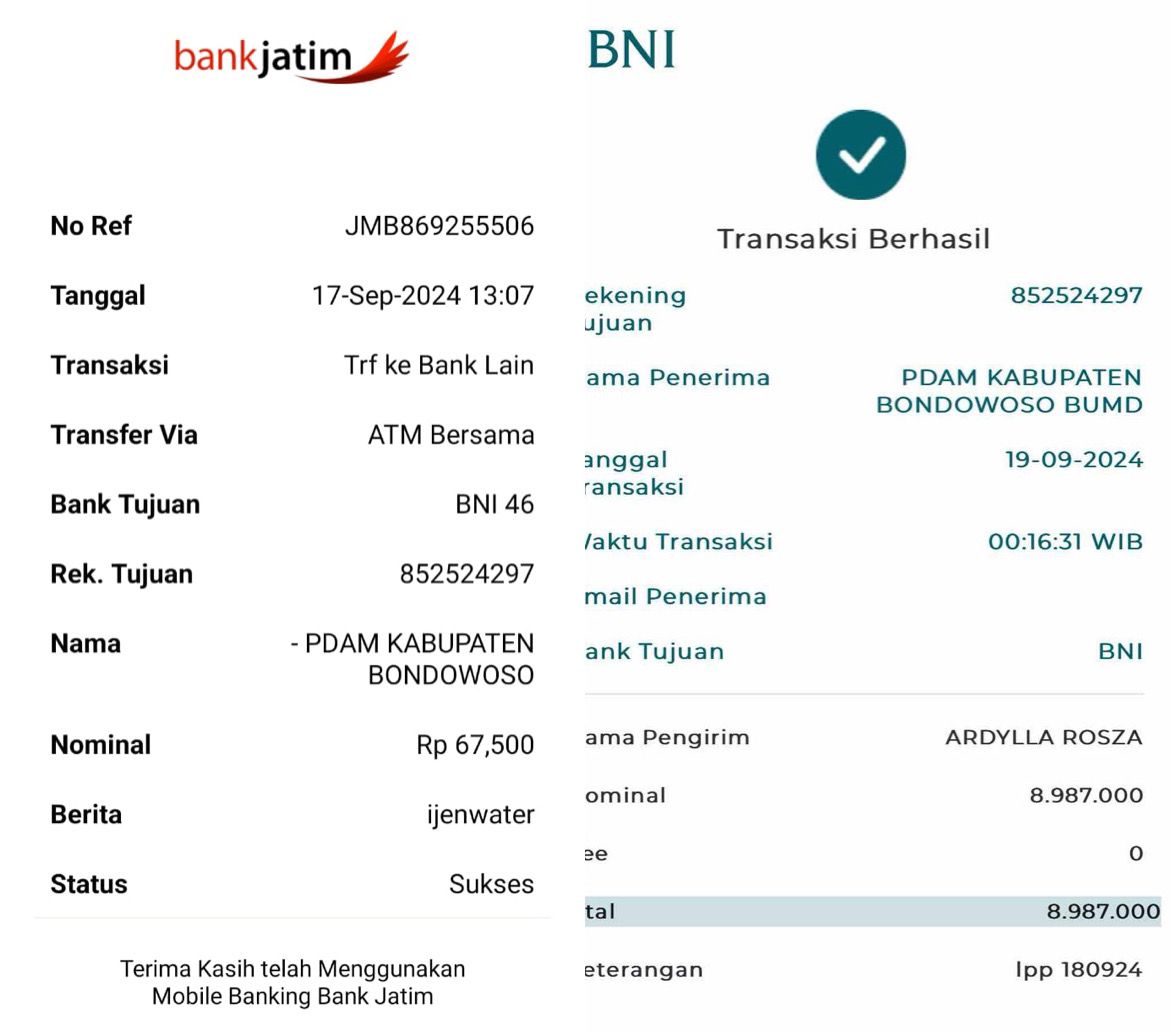 bankjatim
No Ref JMB869255506
Tanggal 17-Sep-2024 13:07
Transaksi Trf ke Bank Lain
Transfer Via ATM Bersama
Bank Tujuan BNI 46
Rek. Tujuan 852524297
Nama - PDAM KABUPATEN
BONDOWOSO
Nominal Rp 67,500
Berita ijenwater
Status Sukses
Terima Kasih telah Menggunakan
Mobile Banking Bank Jatim
BNI
Transaksi Berhasil
ekening 852524297
ujuan
ama Penerima PDAM KABUPATEN
BONDOWOSO BUMD
anggal 19-09-2024
ransaksi
aktu Transaksi 00:16:31 WIB
mail Penerima
ank Tujuan BNI
ama Pengirim ARDYLLA ROSZA
ominal 8.987.000
ee 0
tal 8.987.000
eterangan lpp 180924